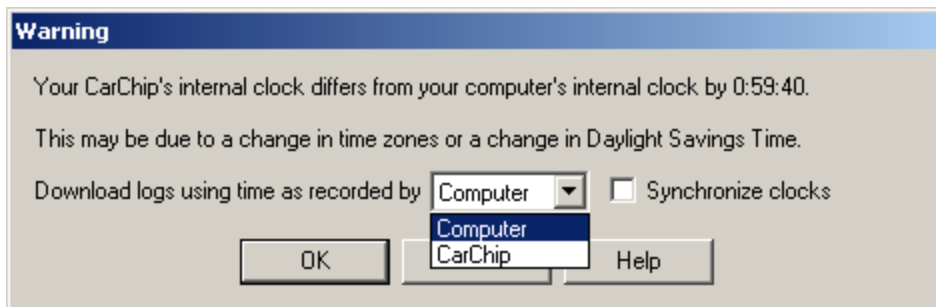 Warning
Your CarChip's internal clock differs from your computer's internal clock by 0:59:40.
This may be due to a change in time zones or a change in Daylight Savings Time.
Download logs using time as recorded by Computer Synchronize clocks
Computer
CarChip
OK Help